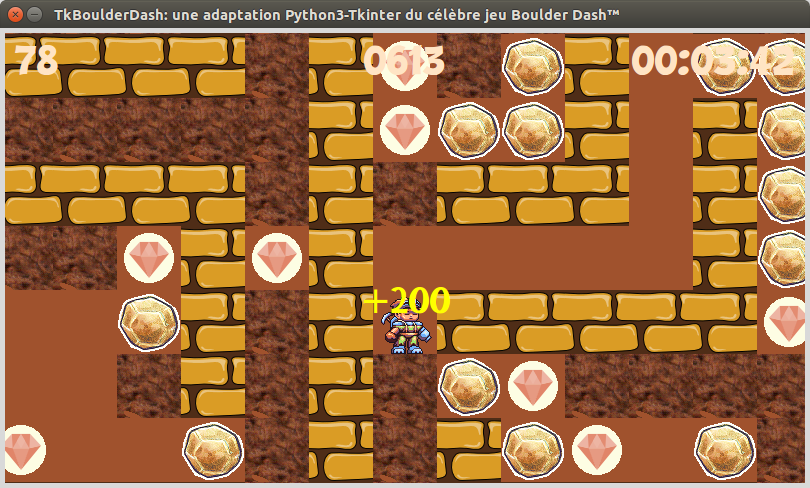 TkBoulderDash: une adaptation Python3-Tkinter du célèbre jeu Boulder Dash™
78 0613 00:03:42
+200